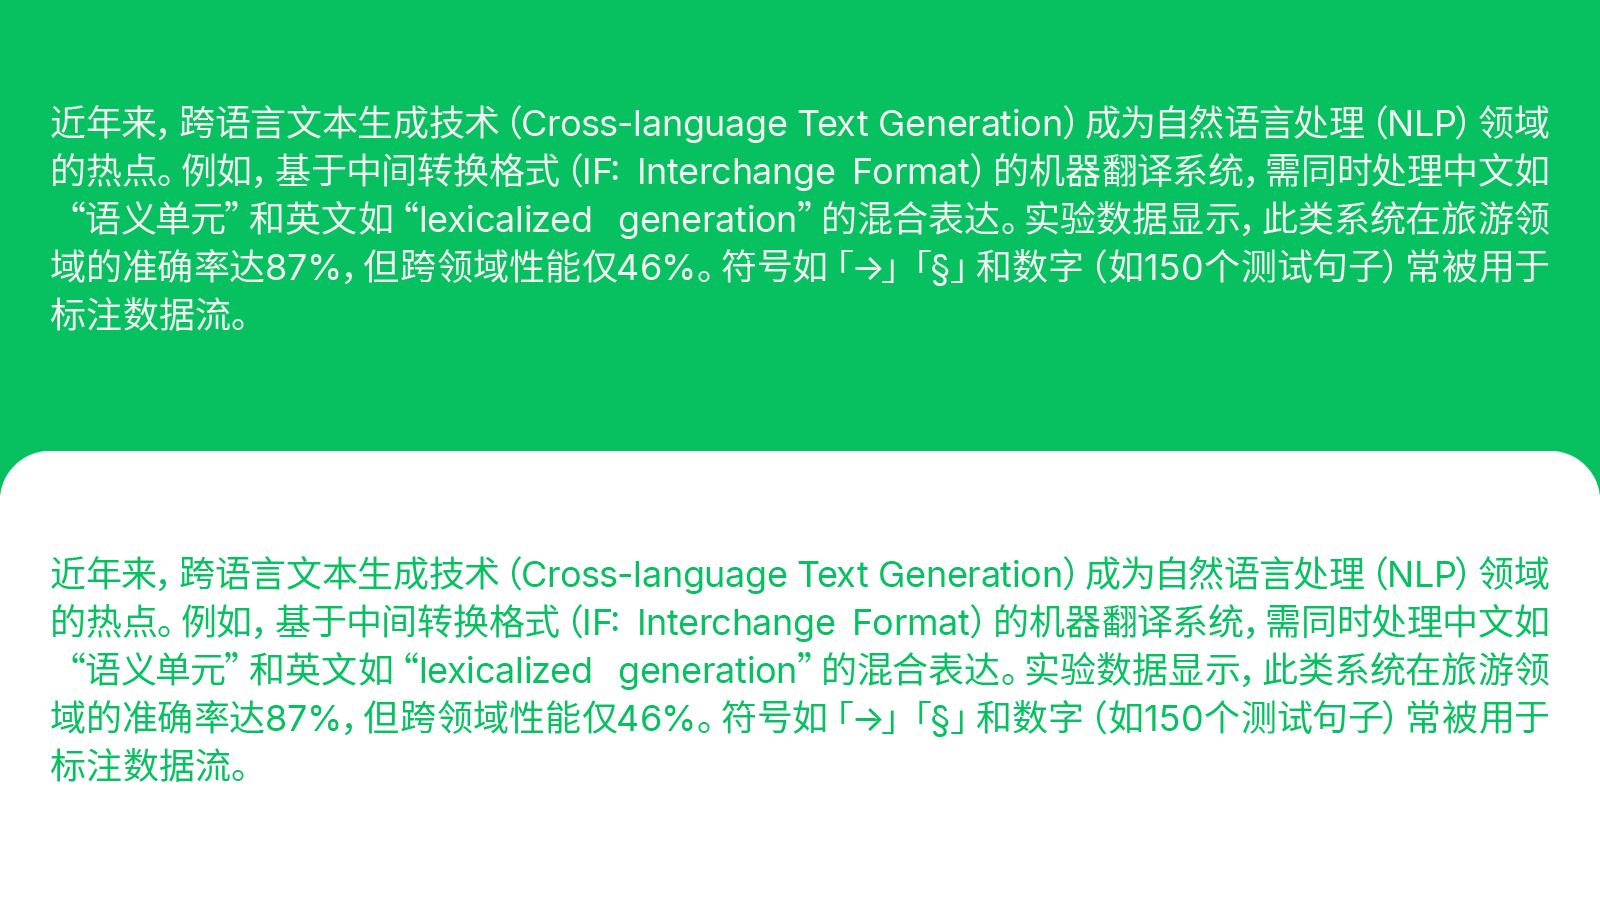 近年来，跨语言文本生成技术（Cross-language Text Generation）成为自然语言处理（NLP）领域
的热点。例如，基于中间转换格式（IF: Interchange Format）的机器翻译系统，需同时处理中文如
“语义单元”和英文如“lexicalized generation”的混合表达。实验数据显示，此类系统在旅游领
域的准确率达87%，但跨领域性能仅46%。符号如「→」「§」和数字（如150个测试句子）常被用于
标注数据流。
近年来，跨语言文本生成技术（Cross-language Text Generation）成为自然语言处理（NLP）领域
的热点。例如，基于中间转换格式（IF: Interchange Format）的机器翻译系统，需同时处理中文如
“语义单元”和英文如“lexicalized generation”的混合表达。实验数据显示，此类系统在旅游领
域的准确率达87%，但跨领域性能仅46%。符号如「→」「§」和数字（如150个测试句子）常被用于
标注数据流。